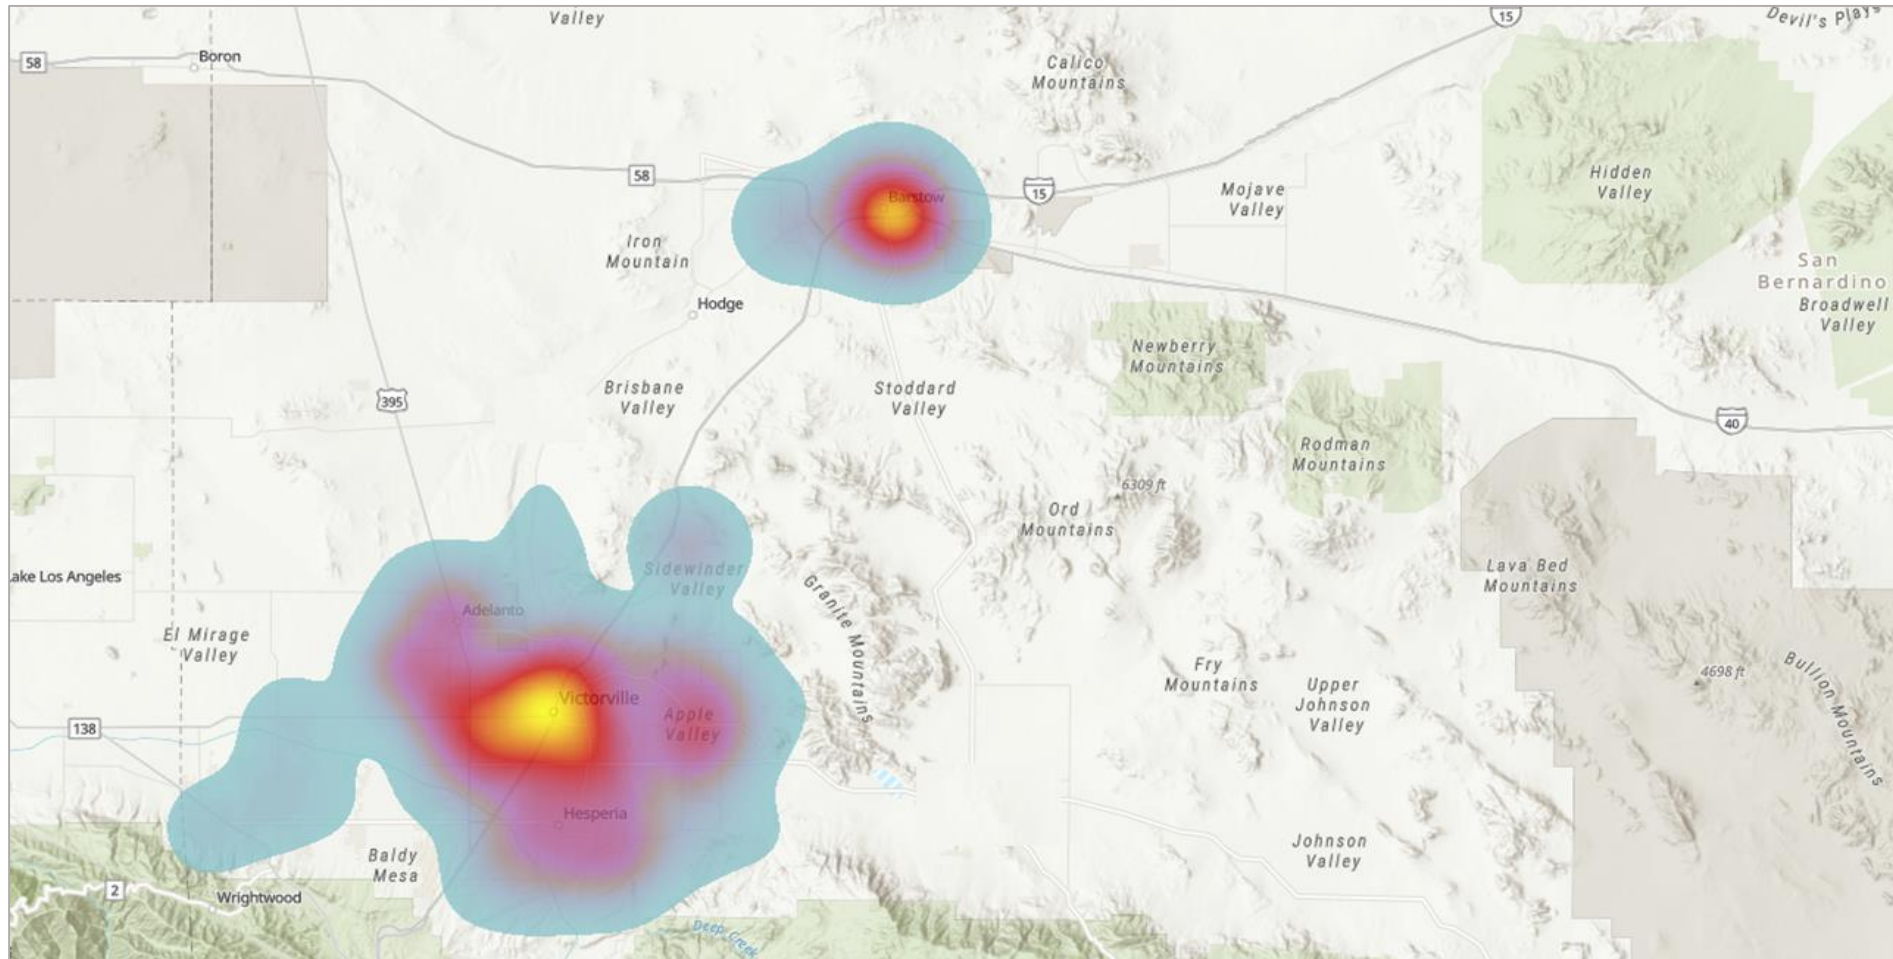 Valley
15
Devil's Play
58
Boron
Calico
Mountains
58
15
Barstow
Mojave
Valley
Hidden
Valley
Iron
Mountain
San
Bernardino
Hodge
Broadwell
Valley
Newberry
Mountains
395
Brisbane
Valley
Stoddard
Valley
40
Rodman
Mountains
6309 ft
Ord
Mountains
ake Los Angeles
Sidewinder
Valley
Lava Bed
Mountains
Granite Mountains
Adelanto
El Mirage
Valley
Fry
Mountains
Upper
Johnson
Valley
4698 ft
Bullion Mountains
Victorville
Apple
Valley
138
Hesperia
Baldy
Mesa
Johnson
Valley
2
Wrightwood
Deep Creek